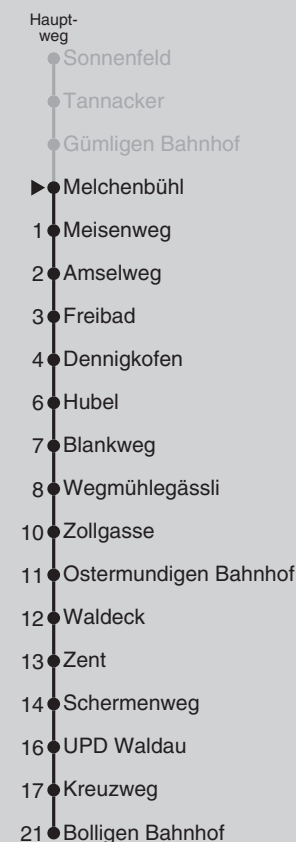 Haupt-
weg
Sonnenfeld
Tannacker
Gümligen Bahnhof
Melchenbühl
1 Meisenweg
2 Amselweg
3 Freibad
4 Dennigkofen
6 Hubel
7 Blankweg
8 Wegmühlegässli
10 Zollgasse
11 Ostermundigen Bahnhof
12 Waldeck
13 Zent
14 Schermenweg
16 UPD Waldau
17 Kreuzweg
21 Bolligen Bahnhof